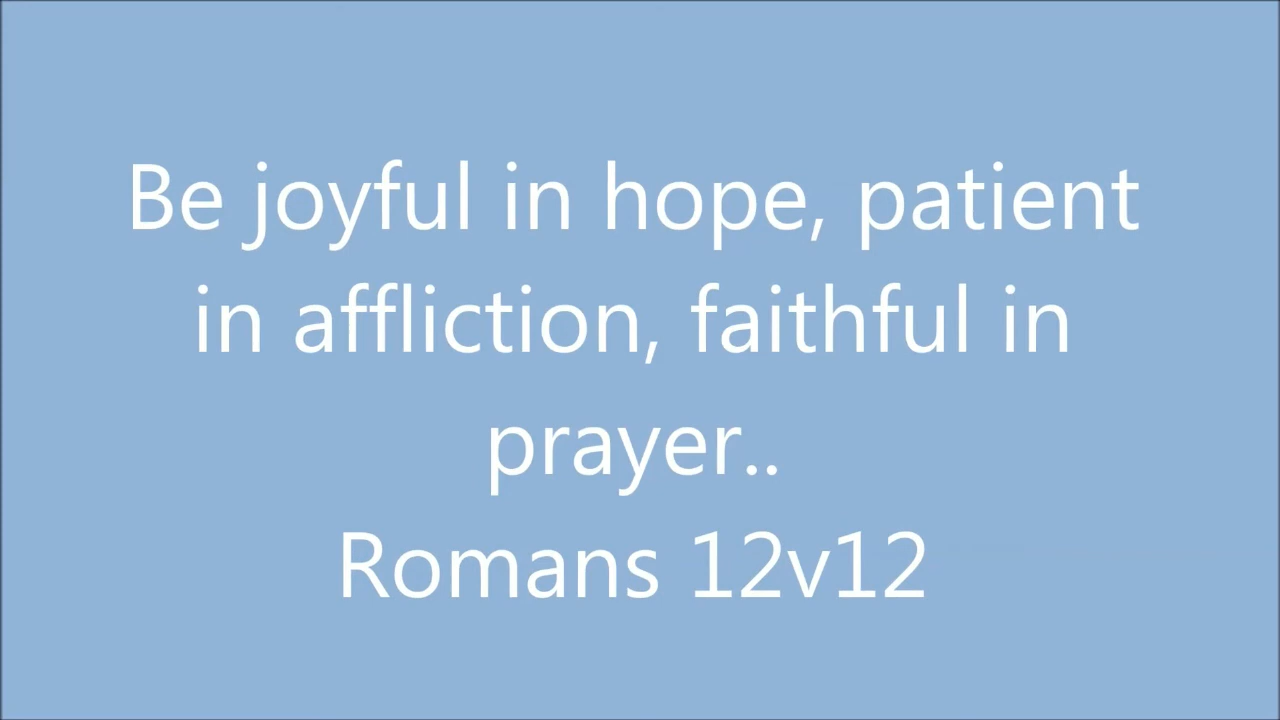 Be joyful in hope, patient
in affliction, faithful in
prayer..
Romans 12v12